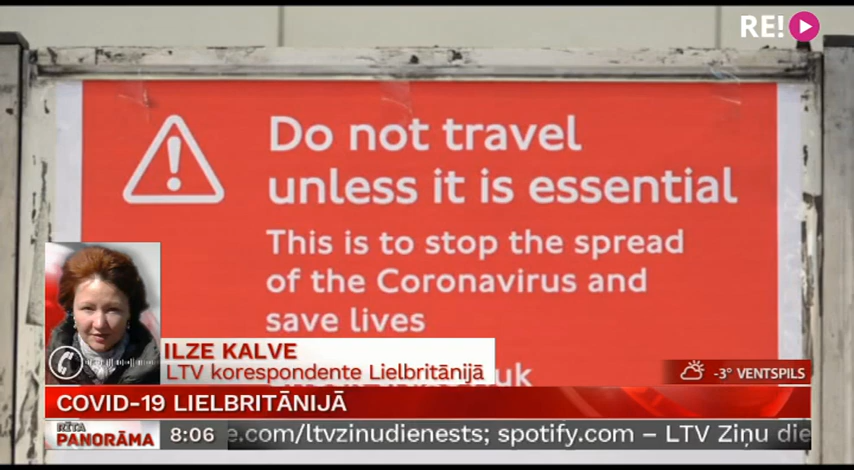 RE!
Do not travel
unless it is essential
This is to stop the spread
of the Coronavirus and
save lives
ILZE KALVE
LTV korespondente Lielbritānijā
-3° VENTSPILS
COVID-19 LIELBRITĀNIJĀ
RĪTA
PANORĀMA
8:06
e.com/ltvzinudienests; spotify.com – LTV Ziņu die